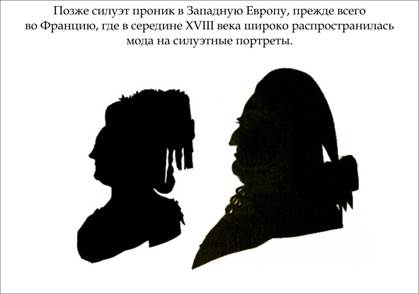 Позже силуэт проник в Западную Европу, прежде всего
во Францию, где в середине XVIII века широко распространилась
мода на силуэтные портреты.